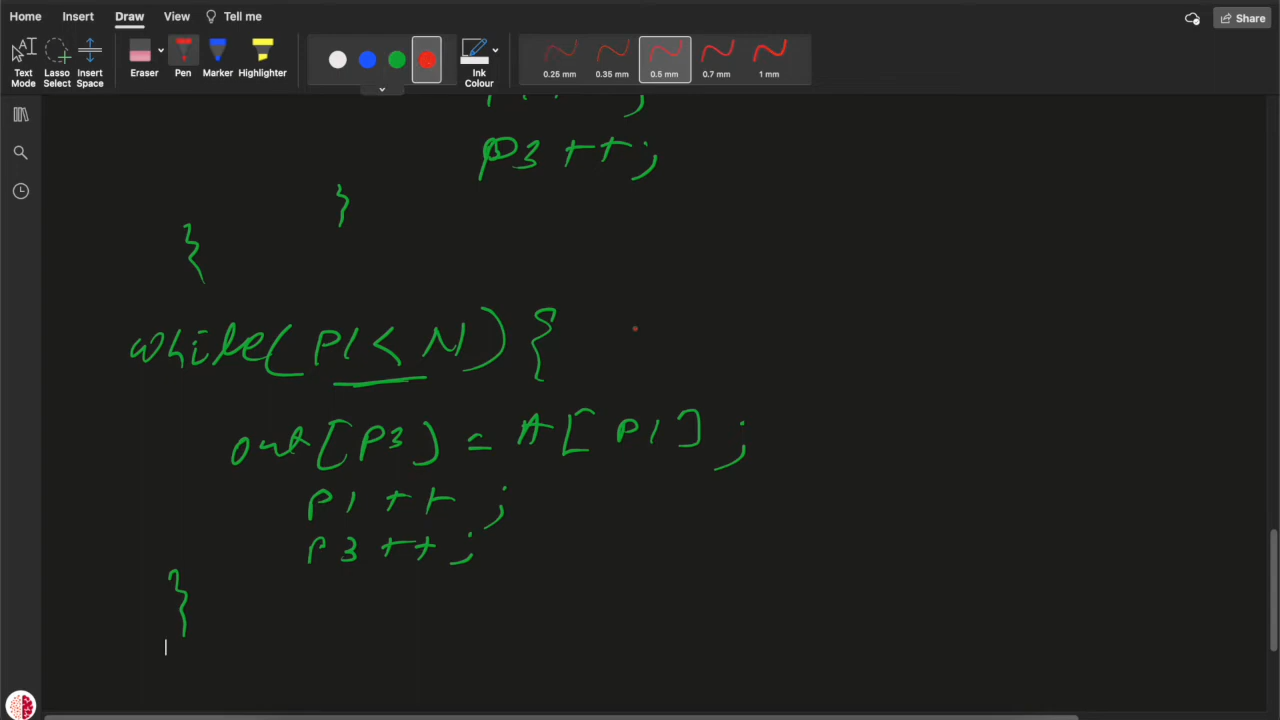 Home Insert Draw View Tell me
Share
Text Mode
Lasso Select
Insert Space
Eraser
Pen
Marker
Highlighter
Ink Colour
0.25 mm
0.35 mm
0.5 mm
0.7 mm
1 mm
P3 ++;
}
}
while(P1 < N) {
out[P3] = A[P1];
P1 ++;
P3 ++;
}